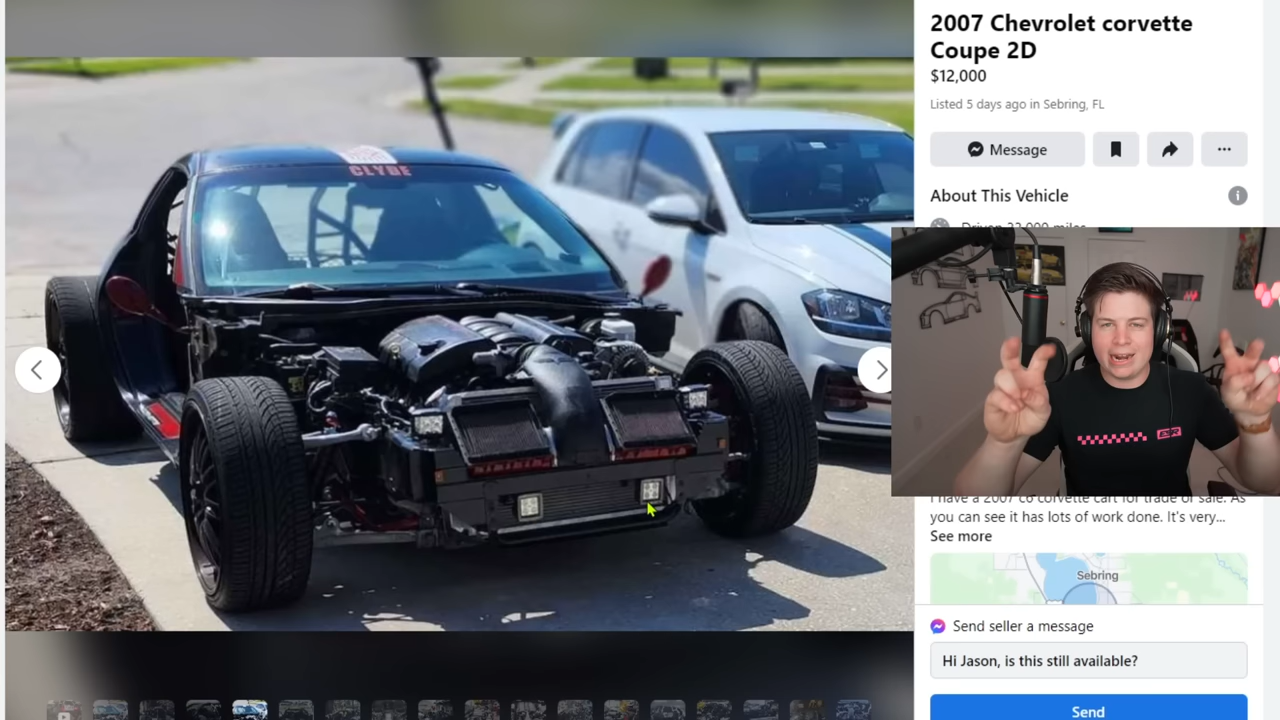 2007 Chevrolet corvette
Coupe 2D
$12,000
Listed 5 days ago in Sebring, FL
Message
About This Vehicle
i
CLYDE
I have a 2007 c6 corvette cart for trade or sale. As
you can see it has lots of work done. It's very...
See more
Sebring
Send seller a message
Hi Jason, is this still available?
Send